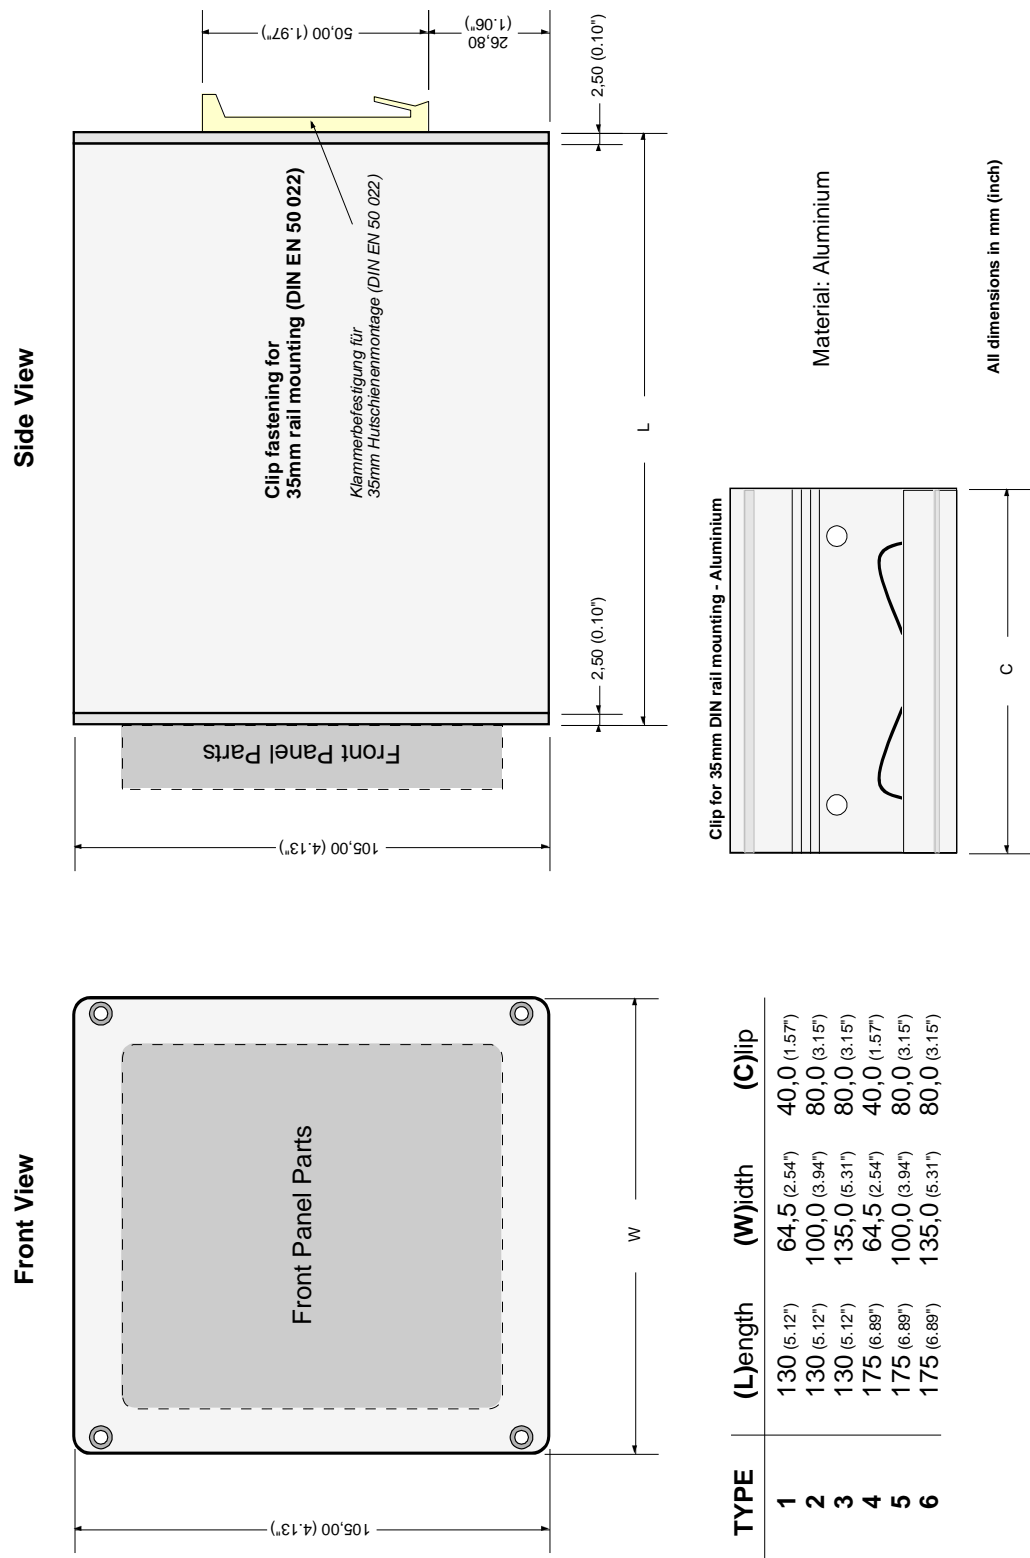 Front View
Side View
Front Panel Parts
105,00 (4.13")
W
Front Panel Parts
105,00 (4.13")
50,00 (1.97")
26,80
(1.06")
Clip fastening for
35mm rail mounting (DIN EN 50 022)
Klammerbefestigung für
35mm Hutschienenmontage (DIN EN 50 022)
2,50 (0.10")
2,50 (0.10")
L
TYPE (L)ength (W)idth (C)lip
1 130 (5.12") 64,5 (2.54") 40,0 (1.57")
2 130 (5.12") 100,0 (3.94") 80,0 (3.15")
3 130 (5.12") 135,0 (5.31") 80,0 (3.15")
4 175 (6.89") 64,5 (2.54") 40,0 (1.57")
5 175 (6.89") 100,0 (3.94") 80,0 (3.15")
6 175 (6.89") 135,0 (5.31") 80,0 (3.15")
Clip for 35mm DIN rail mounting - Aluminium
C
Material: Aluminium
All dimensions in mm (inch)